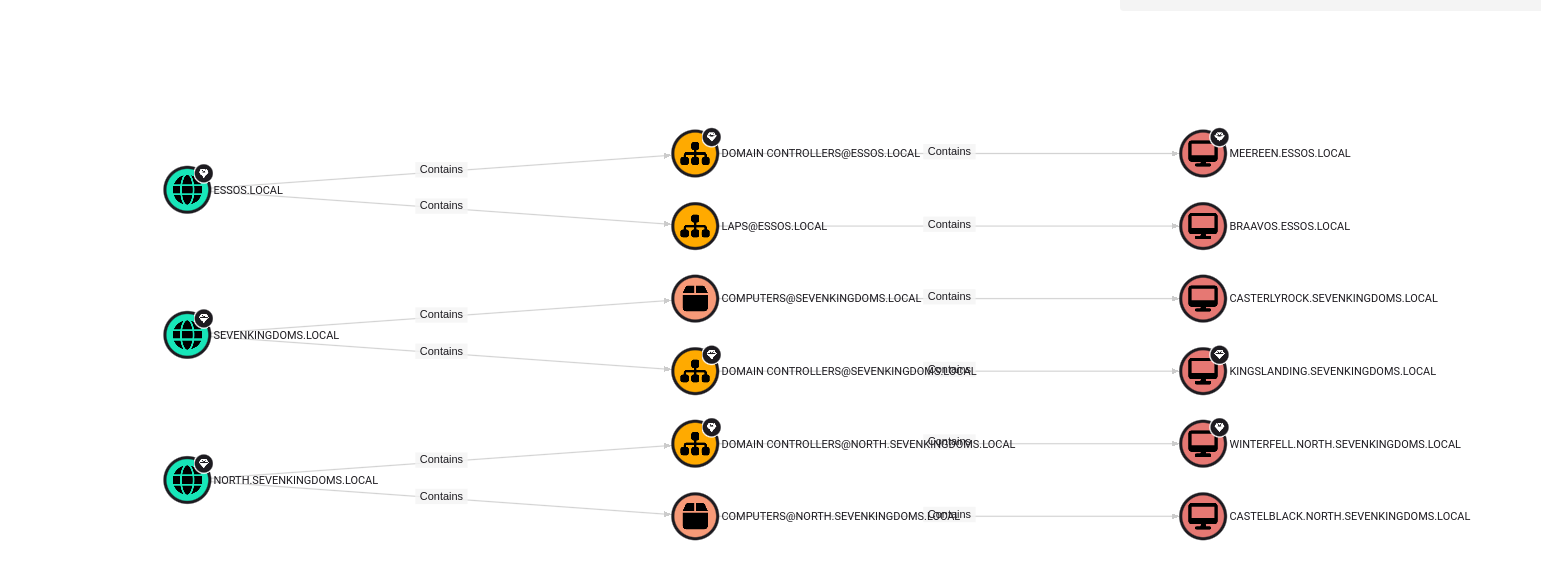 Contains
DOMAIN CONTROLLERS@ESSOS.LOCAL
Contains
MEEREEN.ESSOS.LOCAL
ESSOS.LOCAL
Contains
LAPS@ESSOS.LOCAL
Contains
BRAAVOS.ESSOS.LOCAL
Contains
COMPUTERS@SEVENKINGDOMS.LOCAL
Contains
CASTERLYROCK.SEVENKINGDOMS.LOCAL
SEVENKINGDOMS.LOCAL
Contains
DOMAIN CONTROLLERS@SEVENKINGDOMS.LOCAL
Contains
KINGSLANDING.SEVENKINGDOMS.LOCAL
Contains
DOMAIN CONTROLLERS@NORTH.SEVENKINGDOMS.LOCAL
Contains
WINTERFELL.NORTH.SEVENKINGDOMS.LOCAL
NORTH.SEVENKINGDOMS.LOCAL
Contains
COMPUTERS@NORTH.SEVENKINGDOMS.LOCAL
Contains
CASTELBLACK.NORTH.SEVENKINGDOMS.LOCAL